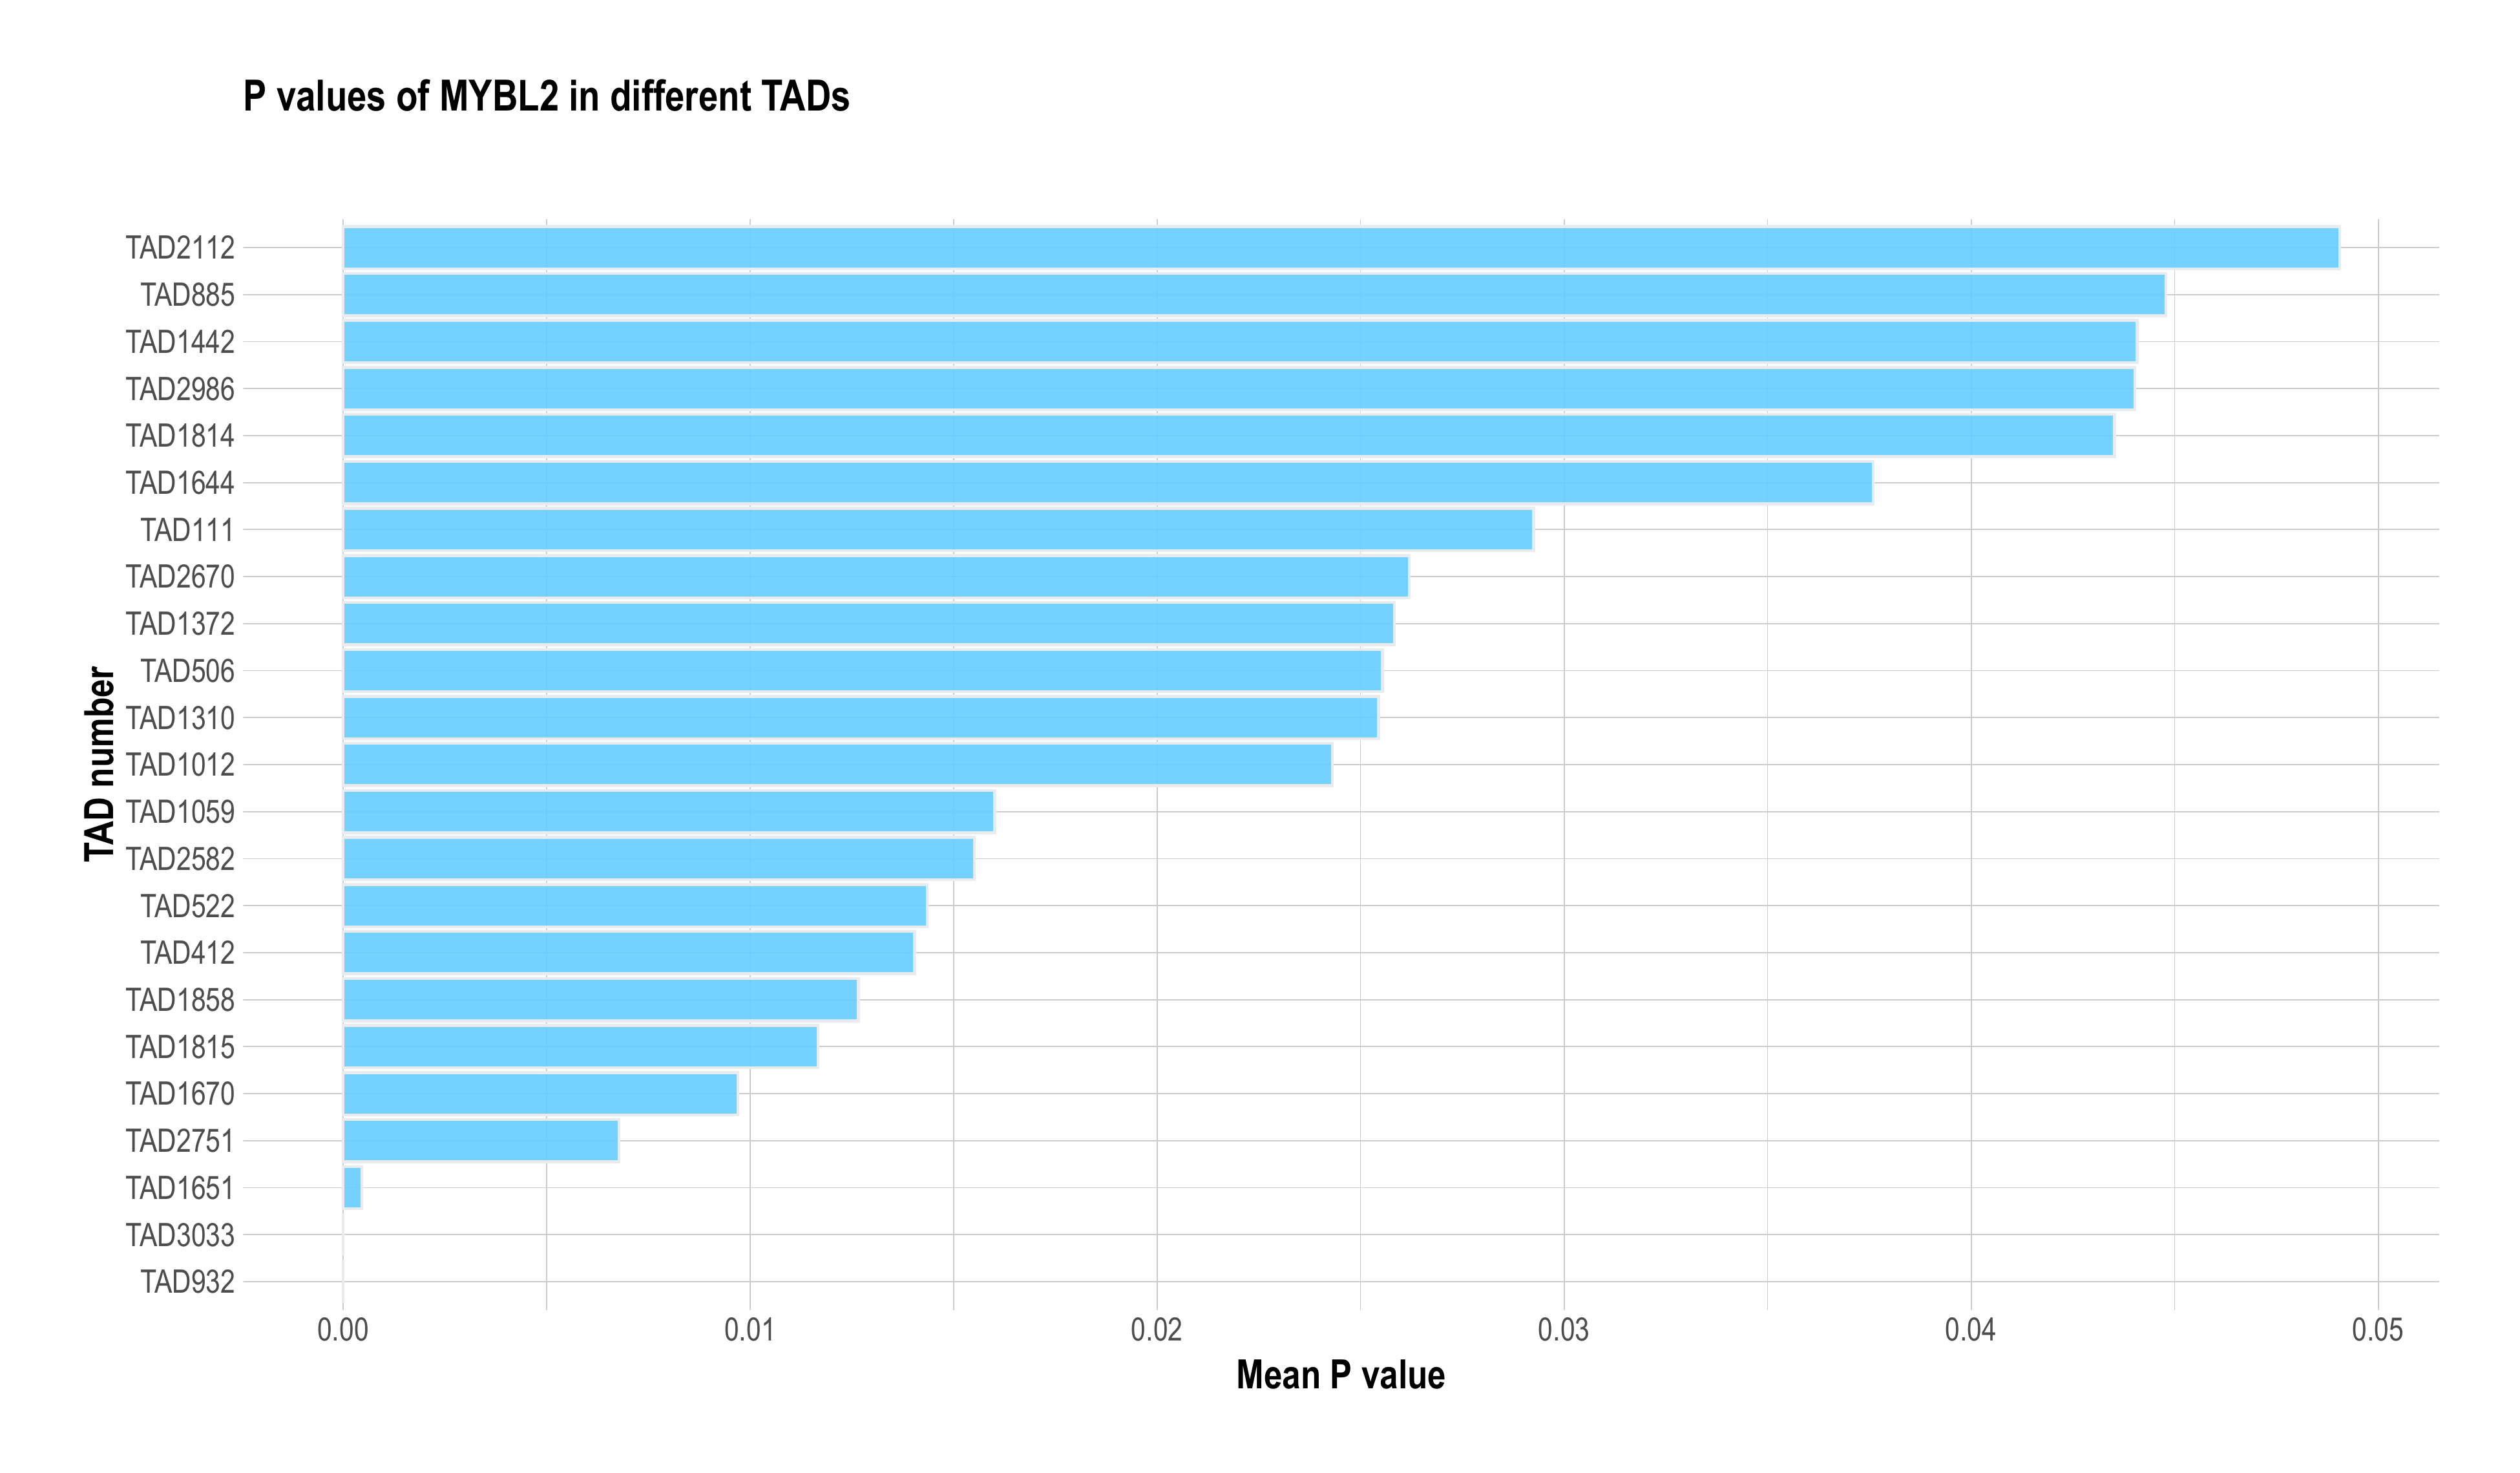 P values of MYBL2 in different TADs
TAD2112
TAD885
TAD1442
TAD2986
TAD1814
TAD1644
TAD111
TAD2670
TAD1372
TAD506
TAD1310
TAD1012
TAD1059
TAD2582
TAD522
TAD412
TAD1858
TAD1815
TAD1670
TAD2751
TAD1651
TAD3033
TAD932
TAD number
0.00 0.01 0.02 0.03 0.04 0.05
Mean P value